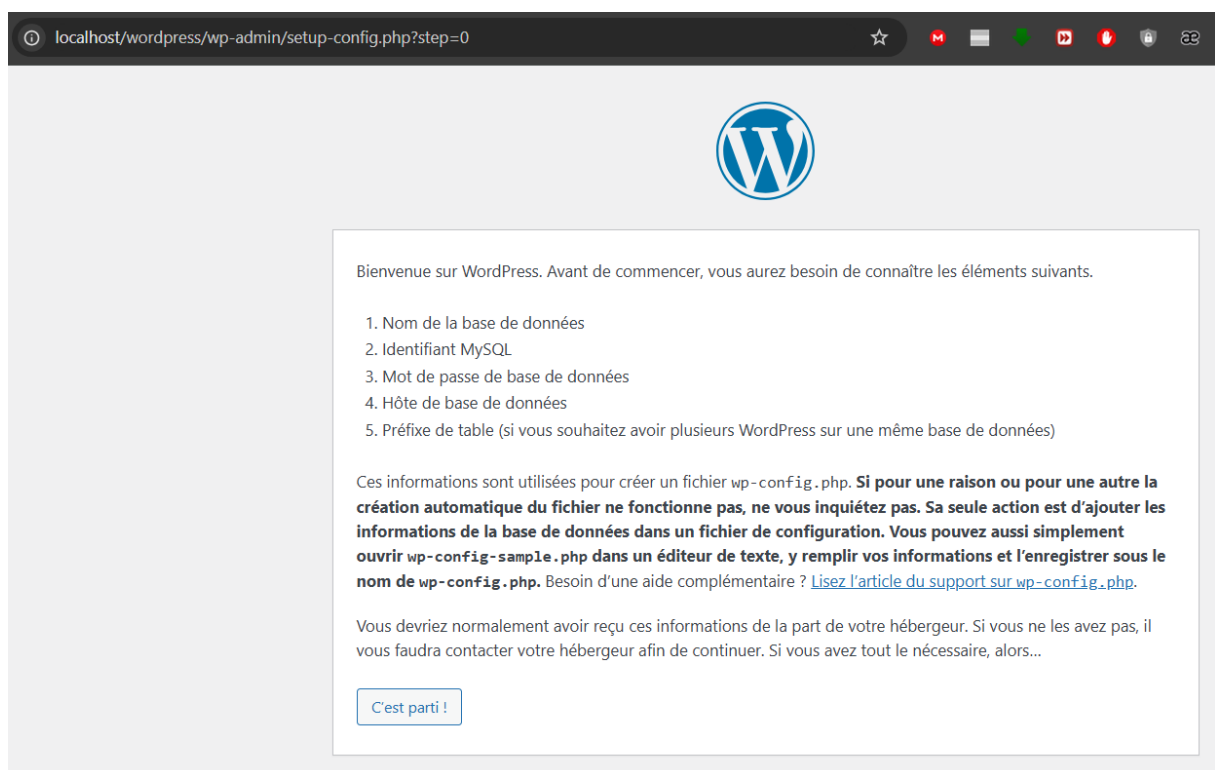 localhost/wordpress/wp-admin/setup-config.php?step=0
Bienvenue sur WordPress. Avant de commencer, vous aurez besoin de connaître les éléments suivants.
1. Nom de la base de données
2. Identifiant MySQL
3. Mot de passe de base de données
4. Hôte de base de données
5. Préfixe de table (si vous souhaitez avoir plusieurs WordPress sur une même base de données)
Ces informations sont utilisées pour créer un fichier wp-config.php. Si pour une raison ou pour une autre la
création automatique du fichier ne fonctionne pas, ne vous inquiétez pas. Sa seule action est d’ajouter les
informations de la base de données dans un fichier de configuration. Vous pouvez aussi simplement
ouvrir wp-config-sample.php dans un éditeur de texte, y remplir vos informations et l’enregistrer sous le
nom de wp-config.php. Besoin d’une aide complémentaire ? Lisez l’article du support sur wp-config.php.
Vous devriez normalement avoir reçu ces informations de la part de votre hébergeur. Si vous ne les avez pas, il
vous faudra contacter votre hébergeur afin de continuer. Si vous avez tout le nécessaire, alors…
C’est parti !